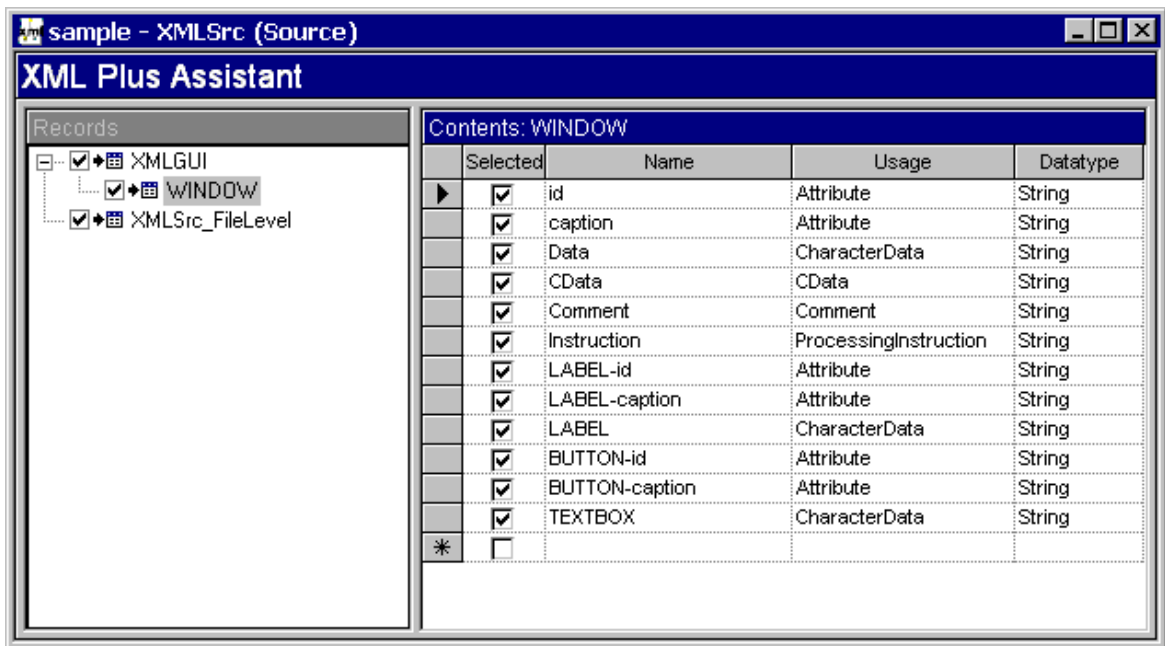 sample - XMLSrc (Source)
XML Plus Assistant
Records
XMLGUI
WINDOW
XMLSrc_FileLevel
Contents: WINDOW
Selected Name Usage Datatype
id Attribute String
caption Attribute String
Data CharacterData String
CData CData String
Comment Comment String
Instruction ProcessingInstruction String
LABEL-id Attribute String
LABEL-caption Attribute String
LABEL CharacterData String
BUTTON-id Attribute String
BUTTON-caption Attribute String
TEXTBOX CharacterData String